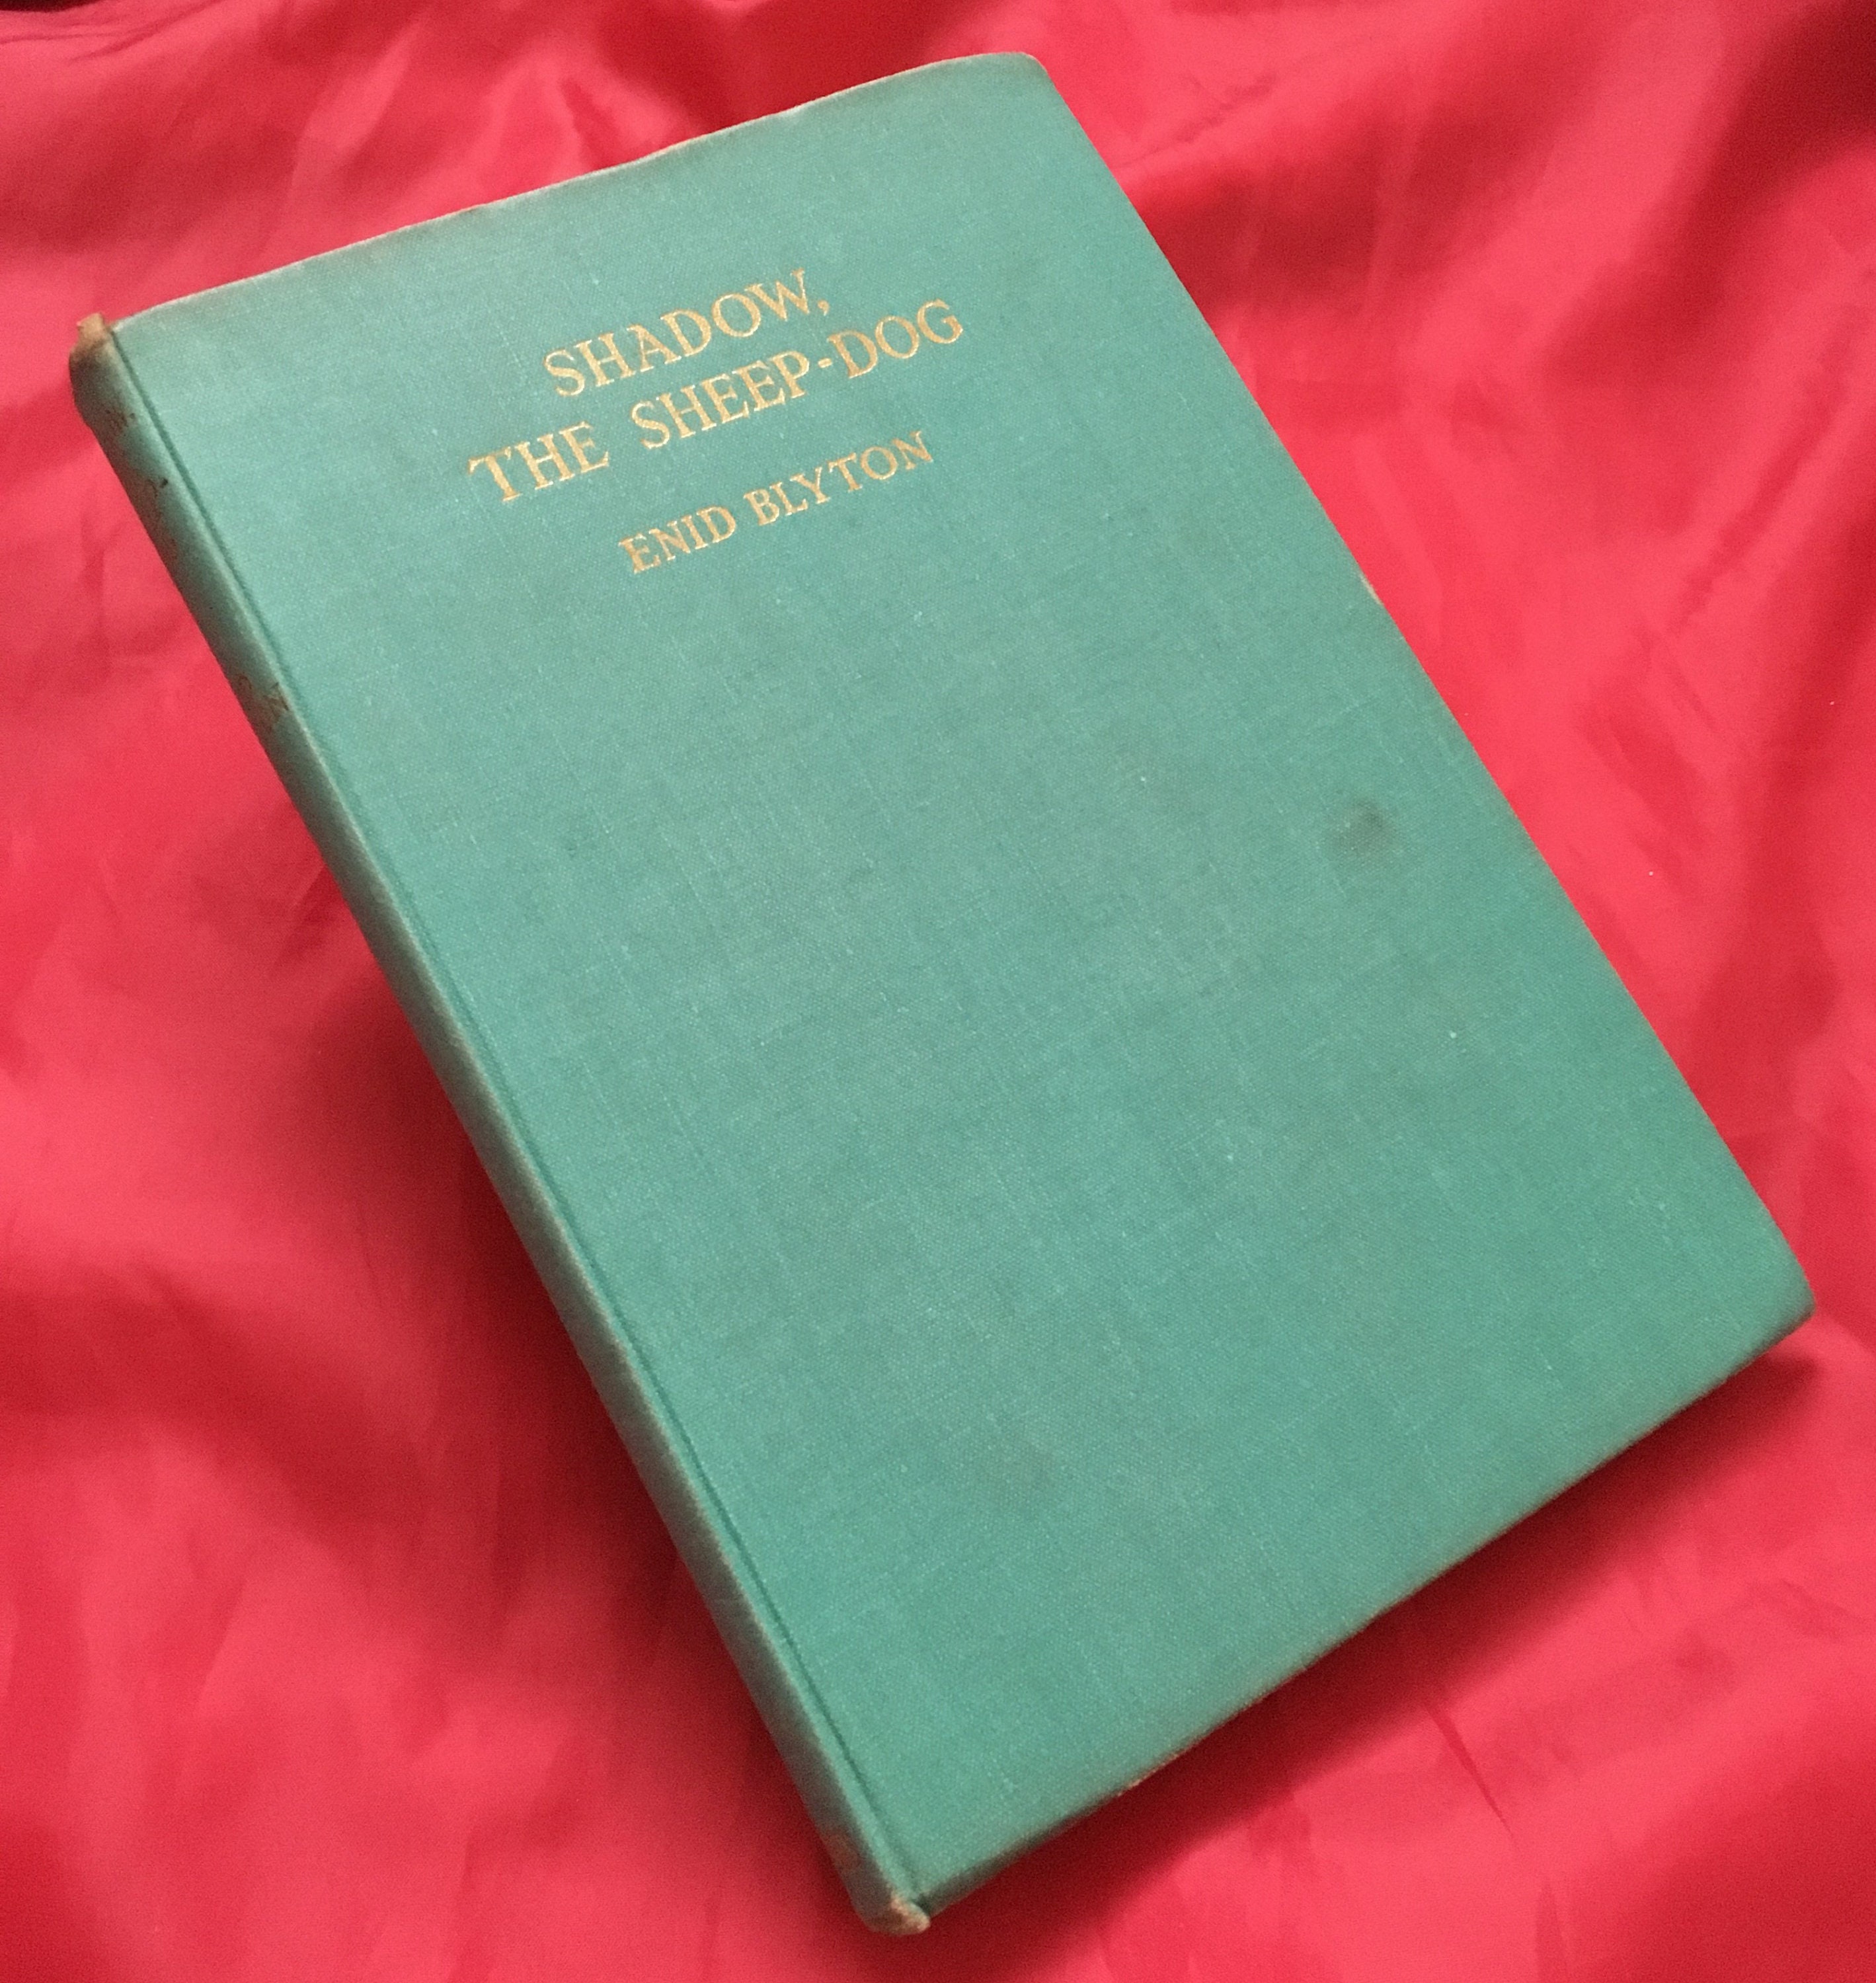 SHADOW,
THE SHEEP-DOG
ENID BLYTON